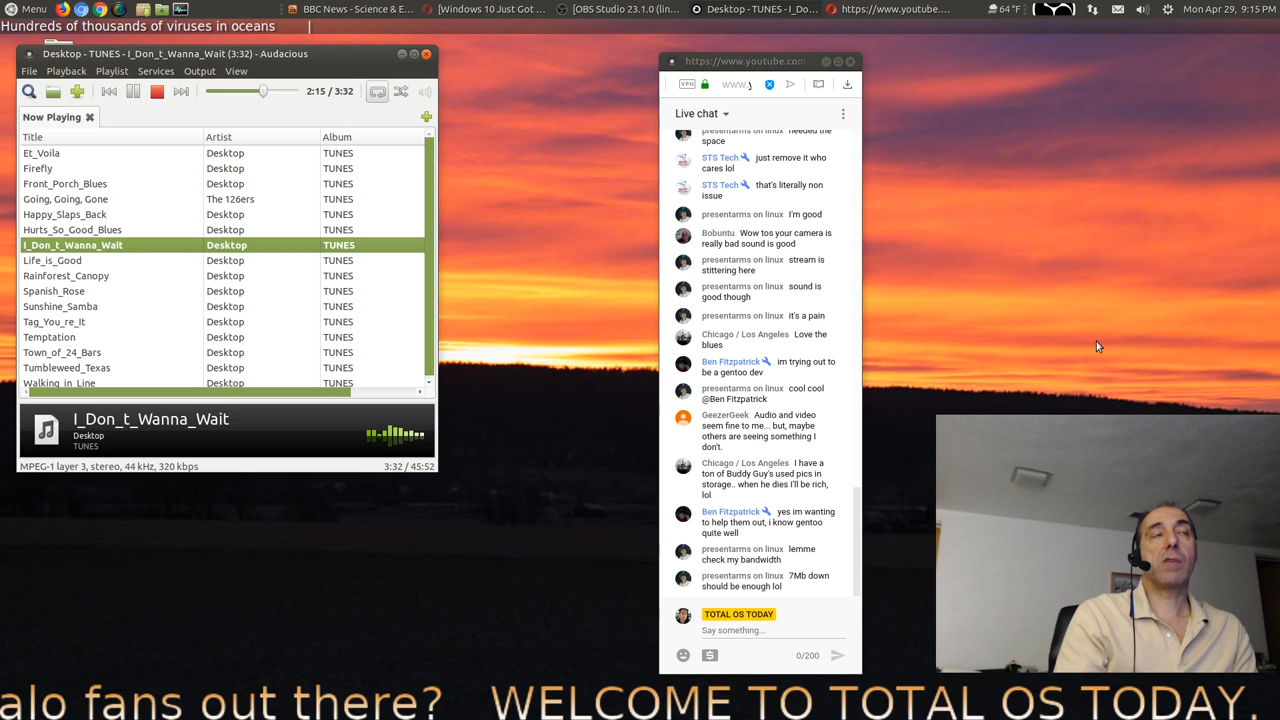 Menu
BBC News - Science & E...
[Windows 10 Just Got ...
[OBS Studio 23.1.0 (lin...
Desktop - TUNES - I_Do...
https://www.youtube....
64 °F
Mon Apr 29, 9:15 PM
Hundreds of thousands of viruses in oceans
Desktop - TUNES - I_Don_t_Wanna_Wait (3:32) - Audacious
File Playback Playlist Services Output View
2:15 / 3:32
Now Playing
Title Artist Album
Et_Voila Desktop TUNES
Firefly Desktop TUNES
Front_Porch_Blues Desktop TUNES
Going, Going, Gone The 126ers TUNES
Happy_Slaps_Back Desktop TUNES
Hurts_So_Good_Blues Desktop TUNES
I_Don_t_Wanna_Wait Desktop TUNES
Life_is_Good Desktop TUNES
Rainforest_Canopy Desktop TUNES
Spanish_Rose Desktop TUNES
Sunshine_Samba Desktop TUNES
Tag_You_re_It Desktop TUNES
Temptation Desktop TUNES
Town_of_24_Bars Desktop TUNES
Tumbleweed_Texas Desktop TUNES
Walking_in_Line Desktop TUNES
I_Don_t_Wanna_Wait
Desktop
TUNES
MPEG-1 layer 3, stereo, 44 kHz, 320 kbps 3:32 / 45:52
https://www.youtube.com
VPN www.y
Live chat
presentarms on linux needed the
space
STS Tech just remove it who
cares lol
STS Tech that's literally non
issue
presentarms on linux I'm good
Bobuntu Wow tos your camera is
really bad sound is good
presentarms on linux stream is
stittering here
presentarms on linux sound is
good though
presentarms on linux it's a pain
Chicago / Los Angeles Love the
blues
Ben Fitzpatrick im trying out to
be a gentoo dev
presentarms on linux cool cool
@Ben Fitzpatrick
GeezerGeek Audio and video
seem fine to me... but, maybe
others are seeing something I
don't.
Chicago / Los Angeles I have a
ton of Buddy Guy's used pics in
storage.. when he dies I'll be rich,
lol
Ben Fitzpatrick yes im wanting
to help them out, i know gentoo
quite well
presentarms on linux lemme
check my bandwidth
presentarms on linux 7Mb down
should be enough lol
TOTAL OS TODAY
Say something...
0/200
alo fans out there? WELCOME TO TOTAL OS TODAY.